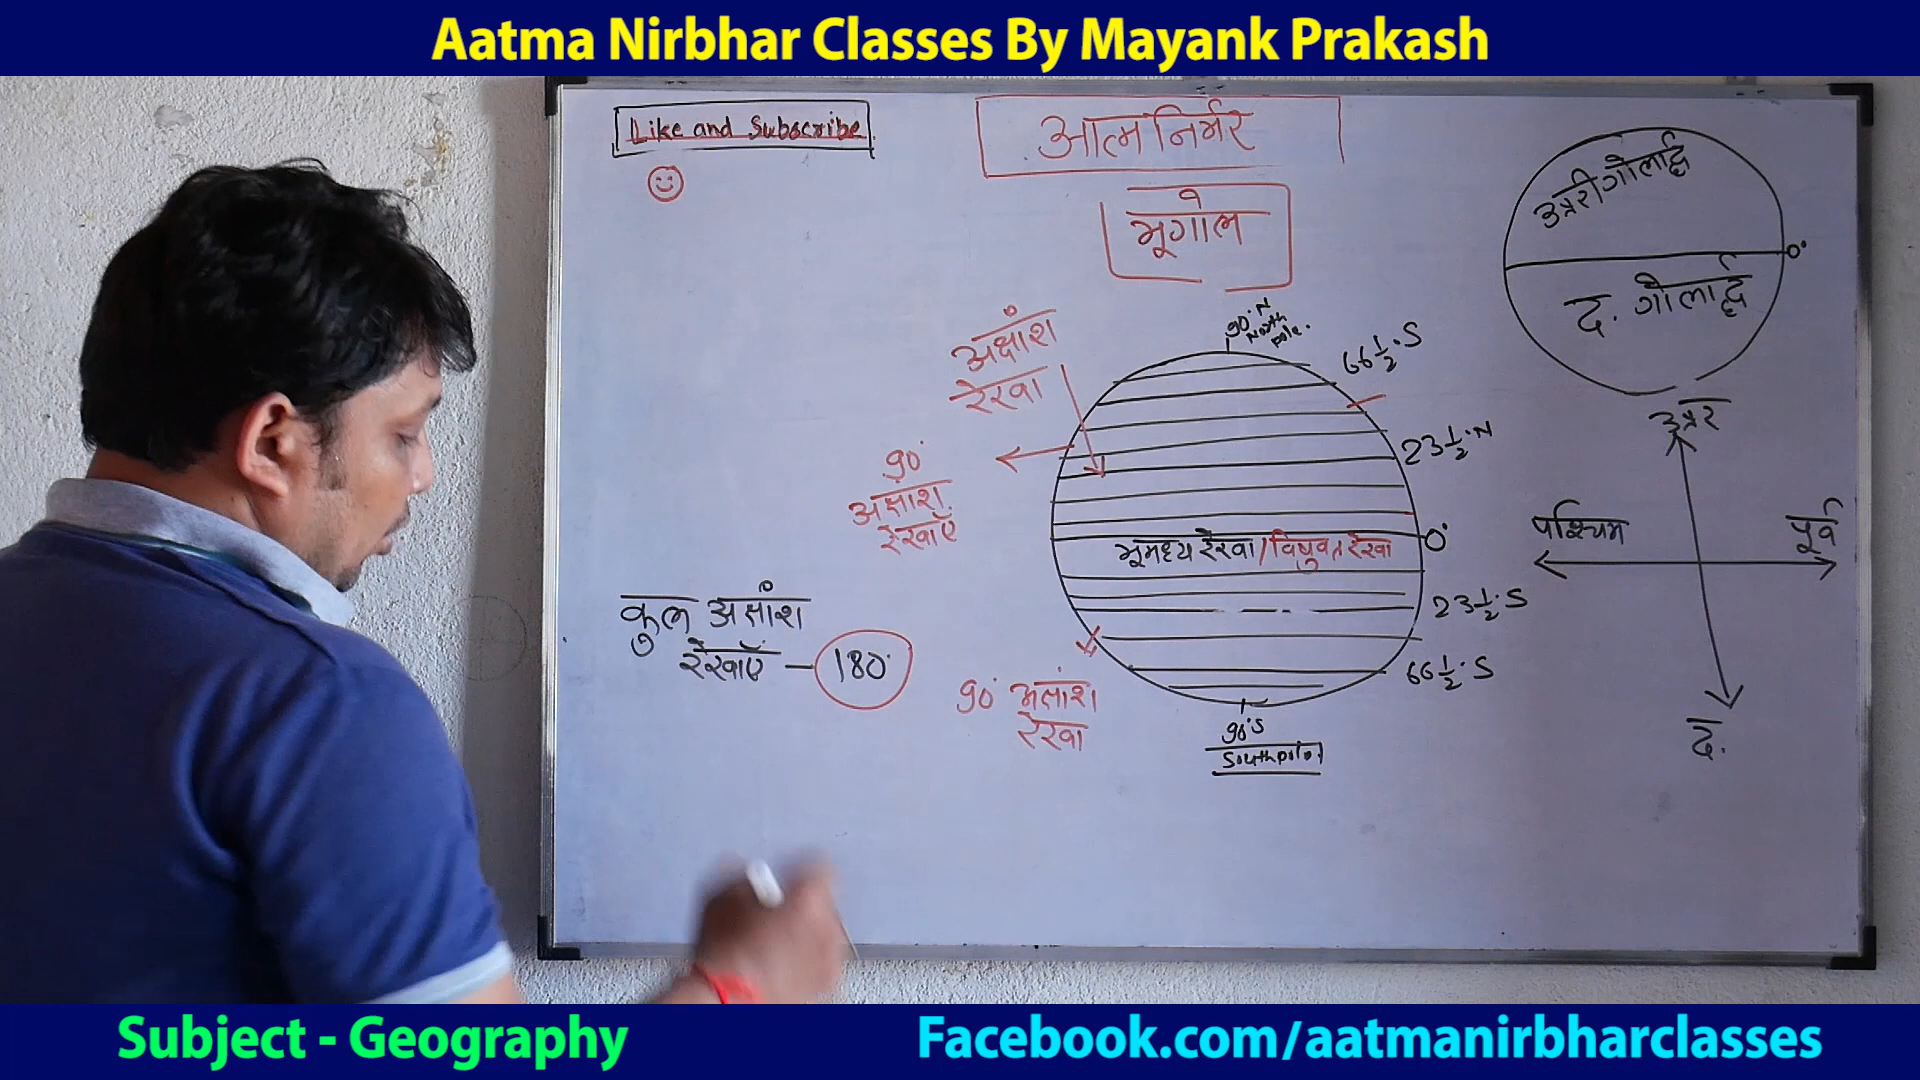 Aatma Nirbhar Classes By Mayank Prakash
Like and Subscribe
आत्मनिर्भर
भूगोल
उत्तरी गोलार्द्ध
0°
द. गोलार्द्ध
90°N
North
pole.
66½°S
अक्षांश
रेखा
23½°N
90°
अक्षांश
रेखाएँ
भूमध्य रेखा/विषुवत रेखा
0°
23½°S
66½°S
90°S
Southpole
90° अक्षांश
रेखा
कुल अक्षांश
रेखाएँ — 180°
उत्तर
पश्चिम
पूर्व
द.
Subject - Geography
Facebook.com/aatmanirbharclasses